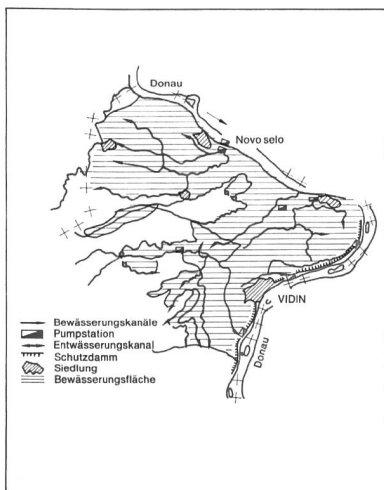 Donau
Novo selo
VIDIN
Donau
Bewässerungskanäle
Pumpstation
Entwässerungskanal
Schutzdamm
Siedlung
Bewässerungsfläche